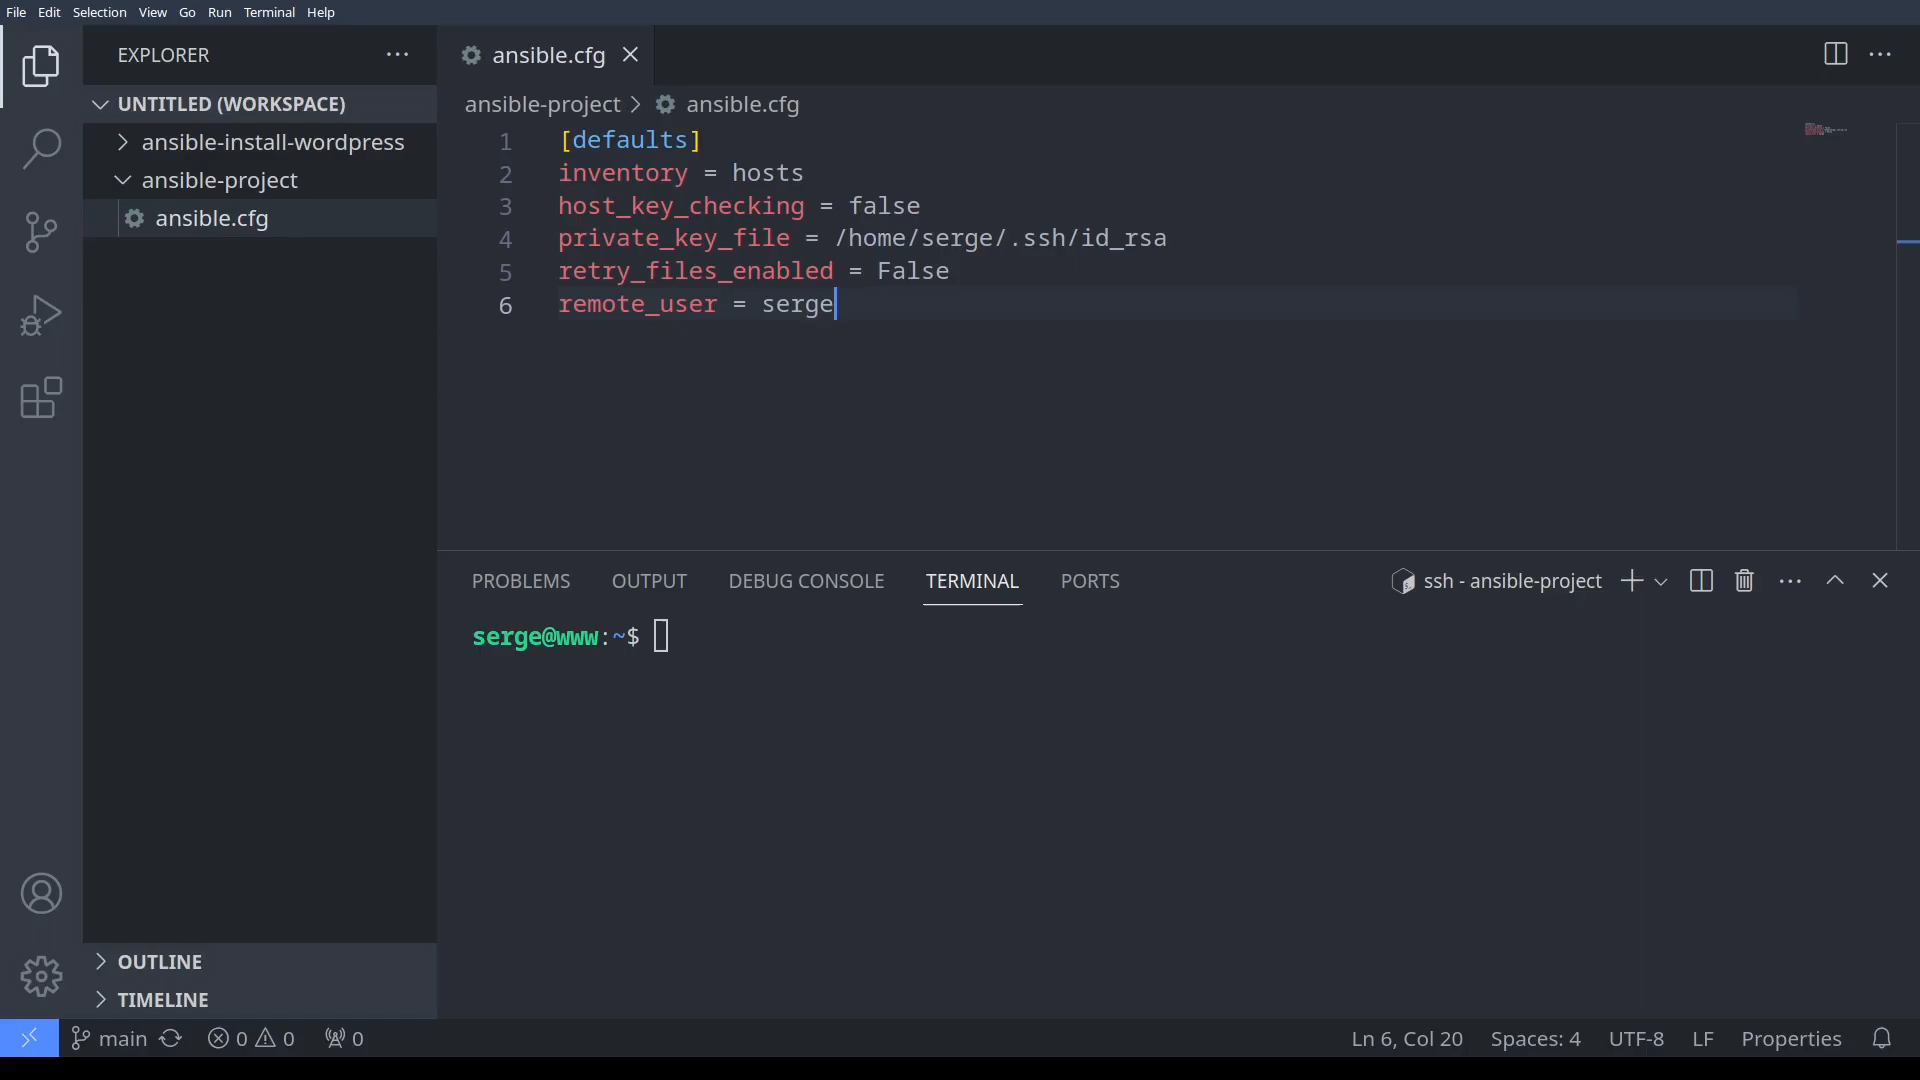 File Edit Selection View Go Run Terminal Help
EXPLORER
UNTITLED (WORKSPACE)
ansible-install-wordpress
ansible-project
ansible.cfg
OUTLINE
TIMELINE
ansible.cfg
ansible-project > ansible.cfg
1 [defaults]
2 inventory = hosts
3 host_key_checking = false
4 private_key_file = /home/serge/.ssh/id_rsa
5 retry_files_enabled = False
6 remote_user = serge
PROBLEMS OUTPUT DEBUG CONSOLE TERMINAL PORTS ssh - ansible-project
serge@www:~$
main 0 0 0 Ln 6, Col 20 Spaces: 4 UTF-8 LF Properties